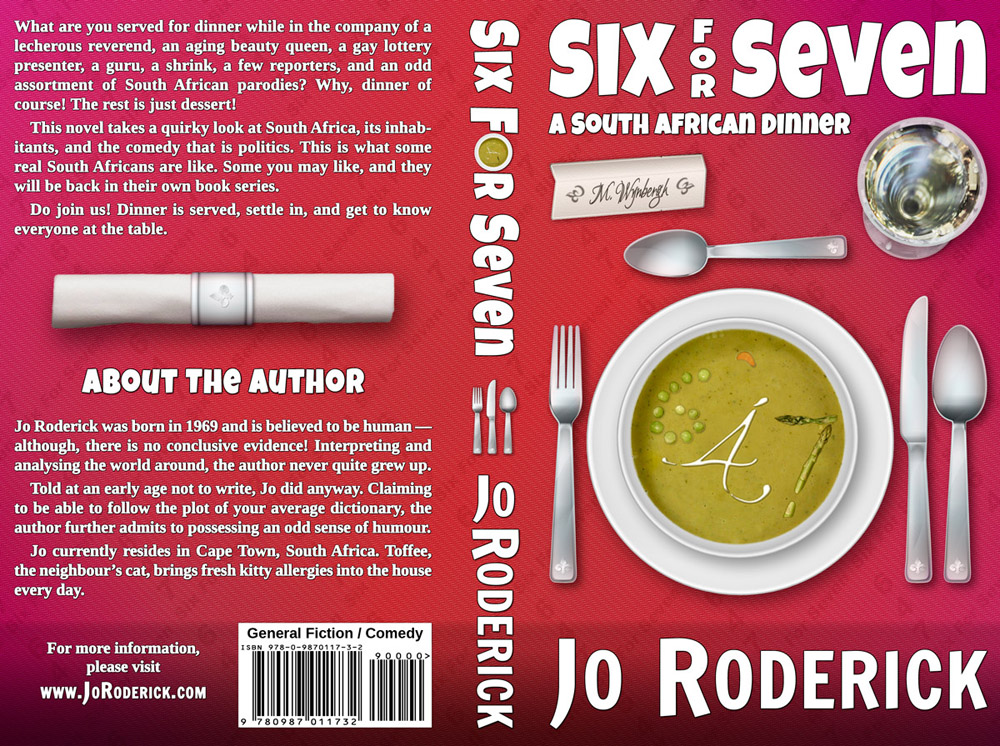 What are you served for dinner while in the company of a
lecherous reverend, an aging beauty queen, a gay lottery
presenter, a guru, a shrink, a few reporters, and an odd
assortment of South African parodies? Why, dinner of
course! The rest is just dessert!
This novel takes a quirky look at South Africa, its inhab-
itants, and the comedy that is politics. This is what some
real South Africans are like. Some you may like, and they
will be back in their own book series.
Do join us! Dinner is served, settle in, and get to know
everyone at the table.
ABOUT THE AUTHOR
Jo Roderick was born in 1969 and is believed to be human —
although, there is no conclusive evidence! Interpreting and
analysing the world around, the author never quite grew up.
Told at an early age not to write, Jo did anyway. Claiming
to be able to follow the plot of your average dictionary, the
author further admits to possessing an odd sense of humour.
Jo currently resides in Cape Town, South Africa. Toffee,
the neighbour's cat, brings fresh kitty allergies into the house
every day.
For more information,
please visit
www.JoRoderick.com
General Fiction / Comedy
ISBN 978-0-9870117-3-2
90000>
9 780987 011732
Six For Seven
Jo Roderick
Six FOR Seven
A South African Dinner
M. Wynbergh
4
Jo Roderick